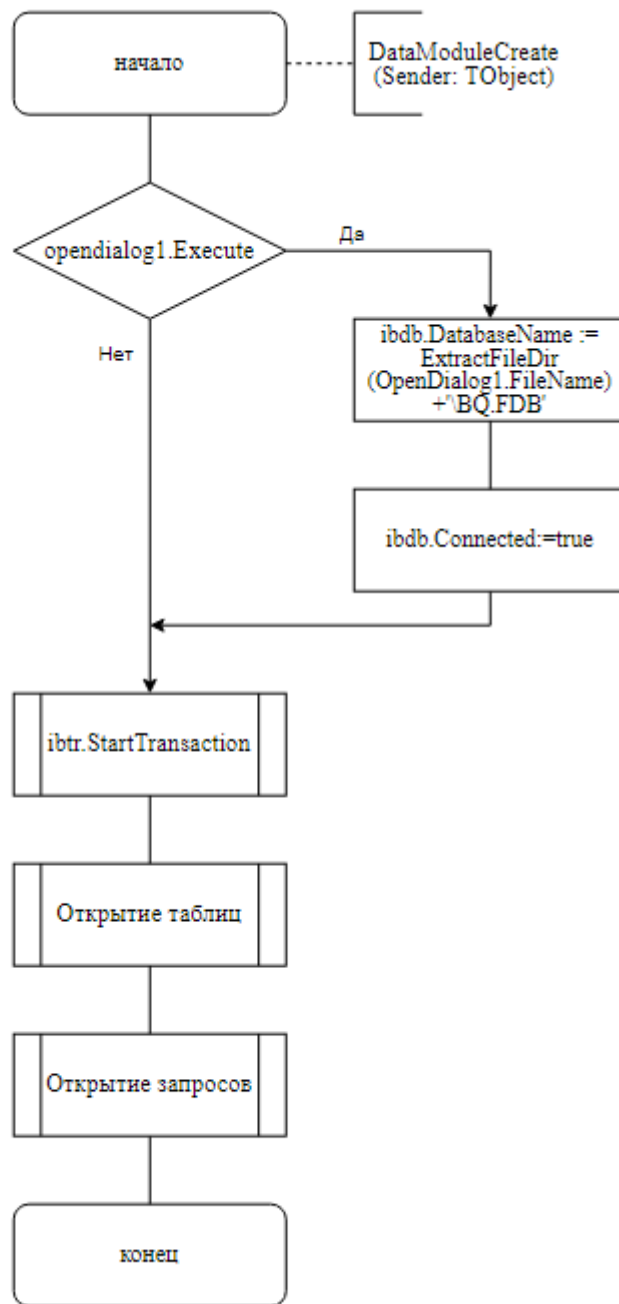 начало
DataModuleCreate
(Sender: TObject)
opendialog1.Execute
Да
Нет
ibdb.DatabaseName :=
ExtractFileDir
(OpenDialog1.FileName)
+'\BQ.FDB'
ibdb.Connected:=true
ibtr.StartTransaction
Открытие таблиц
Открытие запросов
конец